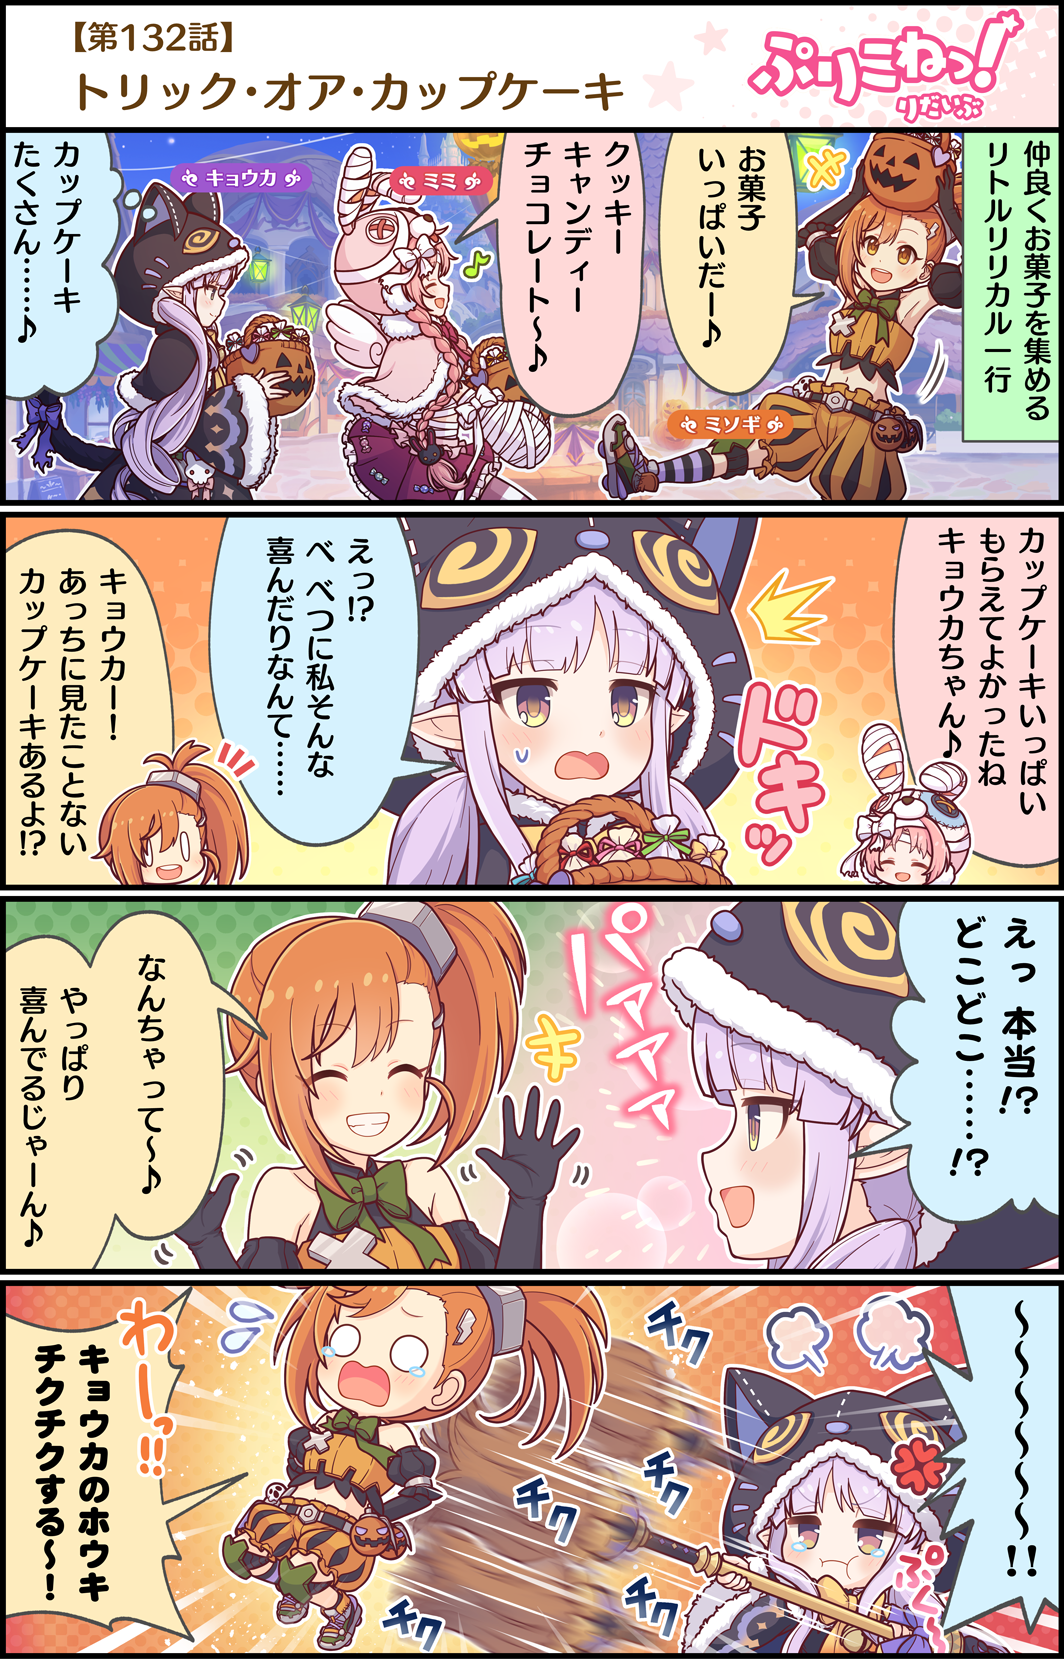 【第132話】
トリック・オア・カップケーキ
ぷりこねっ!
りだいぶ
仲良くお菓子を集める
リトルリリカル一行
お菓子
いっぱいだー♪
ミソギ
クッキー
キャンディー
チョコレート~♪
ミミ
キョウカ
カップケーキ
たくさん……♪
カップケーキいっぱい
もらえてよかったね
キョウカちゃん♪
ドキッ
えっ!?
べ べつに私そんな
喜んだりなんて……
キョウカー!
あっちに見たことない
カップケーキあるよ!?
えっ 本当!?
どこどこ……!?
パァァァ
なんちゃって~♪
やっぱり
喜んでるじゃーん♪
~~~~~~~!!
ぷく~
チク
チク
チク
チク
チク
わーっ!!
キョウカのホウキ
チクチクする~!